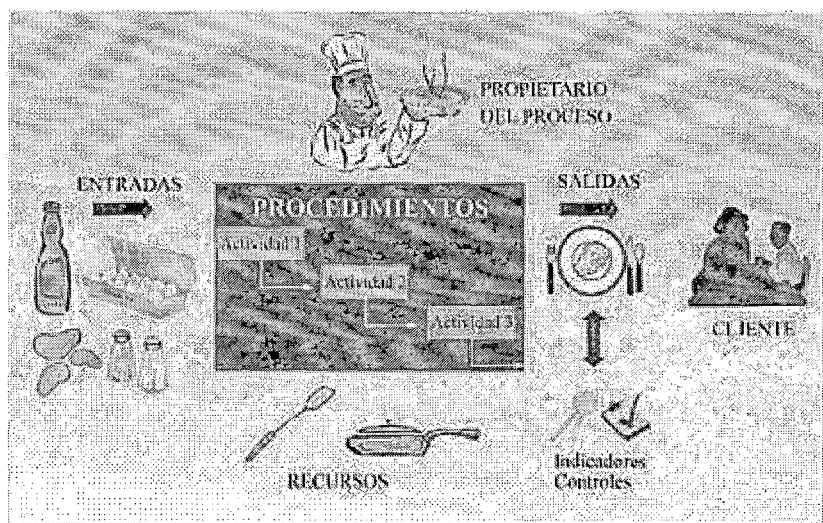 PROPIETARIO
DEL PROCESO
ENTRADAS
SALIDAS
PROCEDIMIENTOS
Actividad 1
Actividad 2
Actividad 3
CLIENTE
RECURSOS
Indicadores
Controles